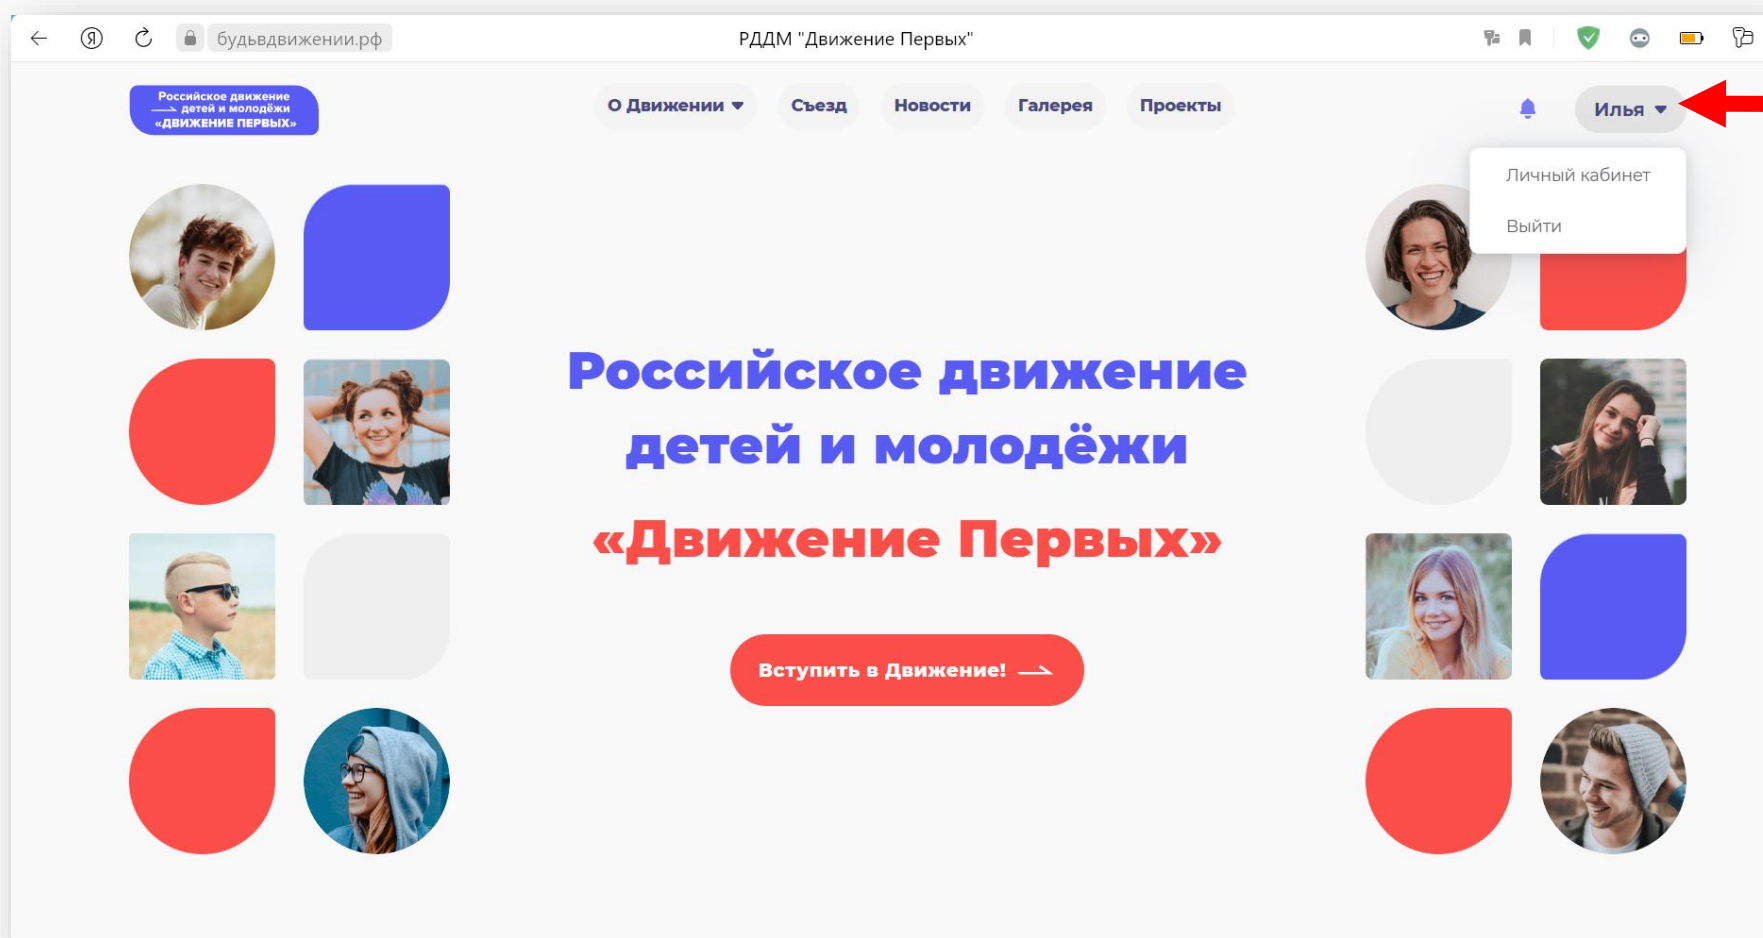 будьвдвижении.рф
РДДМ "Движение Первых"
Российское движение
детей и молодёжи
«ДВИЖЕНИЕ ПЕРВЫХ»
О Движении
Съезд
Новости
Галерея
Проекты
Илья
Личный кабинет
Выйти
Российское движение
детей и молодёжи
«Движение Первых»
Вступить в Движение!